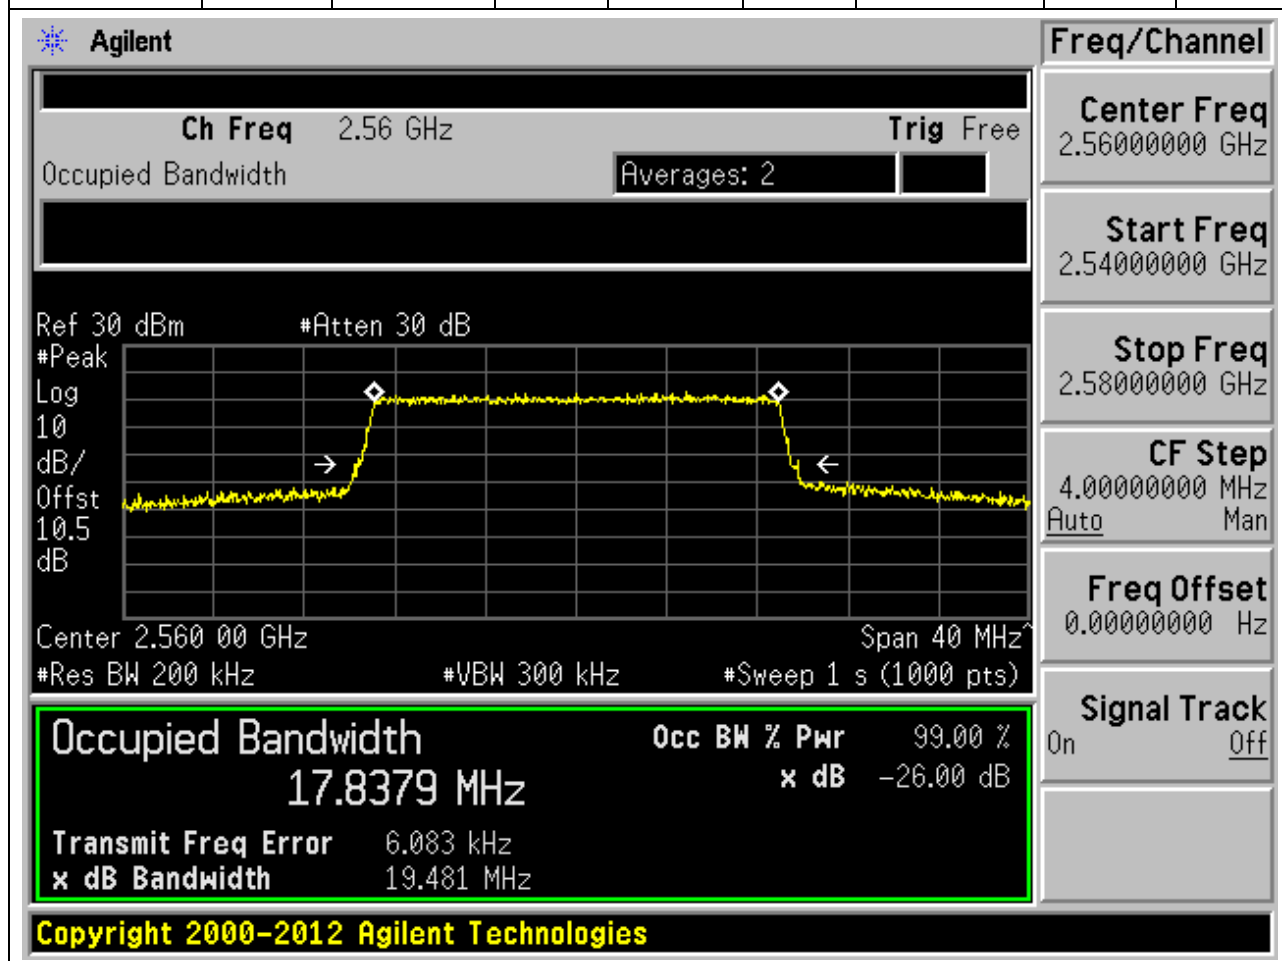 Agilent
Freq/Channel
Ch Freq 2.56 GHz Trig Free
Occupied Bandwidth Averages: 2
Center Freq
2.56000000 GHz
Start Freq
2.54000000 GHz
Stop Freq
2.58000000 GHz
CF Step
4.00000000 MHz
Auto Man
Freq Offset
0.00000000 Hz
Signal Track
On Off
Ref 30 dBm #Atten 30 dB
#Peak
Log
10
dB/
Offst
10.5
dB
Center 2.560 00 GHz Span 40 MHz^
#Res BW 200 kHz #VBW 300 kHz #Sweep 1 s (1000 pts)
Occupied Bandwidth Occ BW % Pwr 99.00 %
17.8379 MHz x dB -26.00 dB
Transmit Freq Error 6.083 kHz
x dB Bandwidth 19.481 MHz
Copyright 2000-2012 Agilent Technologies